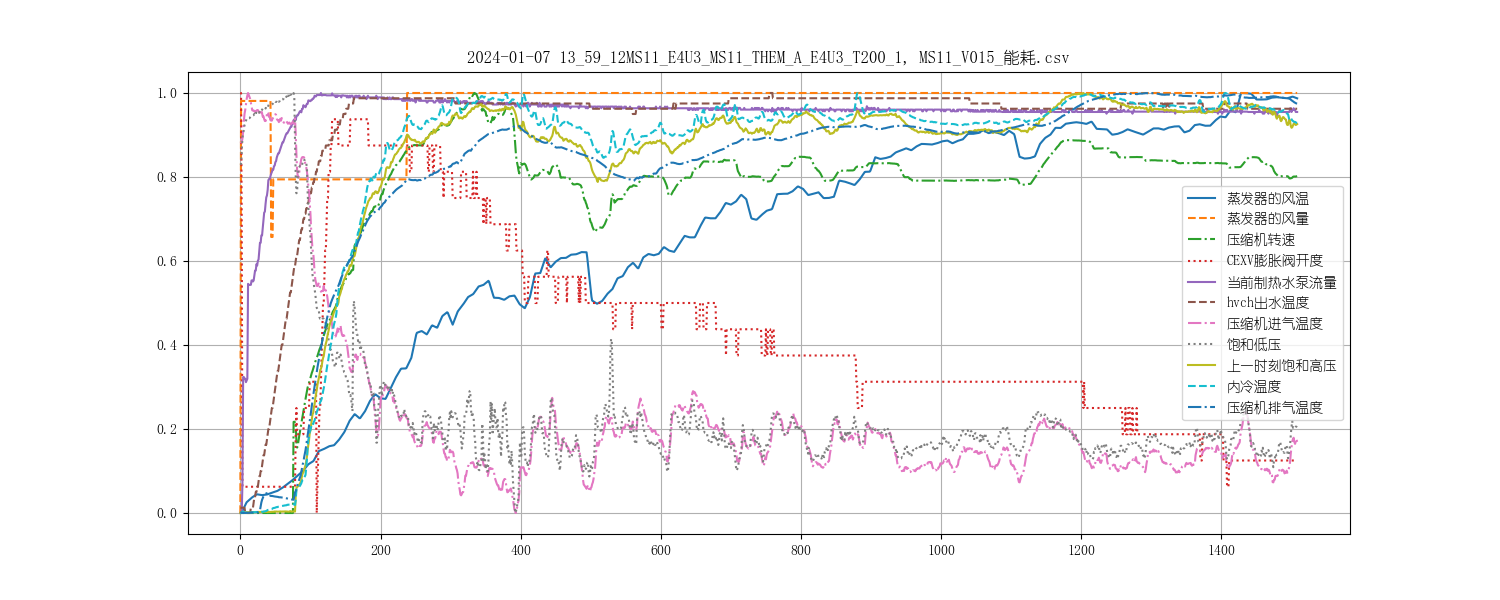 2024-01-07 13_59_12MS11_E4U3_MS11_THEM_A_E4U3_T200_1, MS11_V015_能耗.csv
1.0
0.8
0.6
0.4
0.2
0.0
0 200 400 600 800 1000 1200 1400
蒸发器的风温
蒸发器的风量
压缩机转速
CEXV膨胀阀开度
当前制热水泵流量
hvch出水温度
压缩机进气温度
饱和低压
上一时刻饱和高压
内冷温度
压缩机排气温度